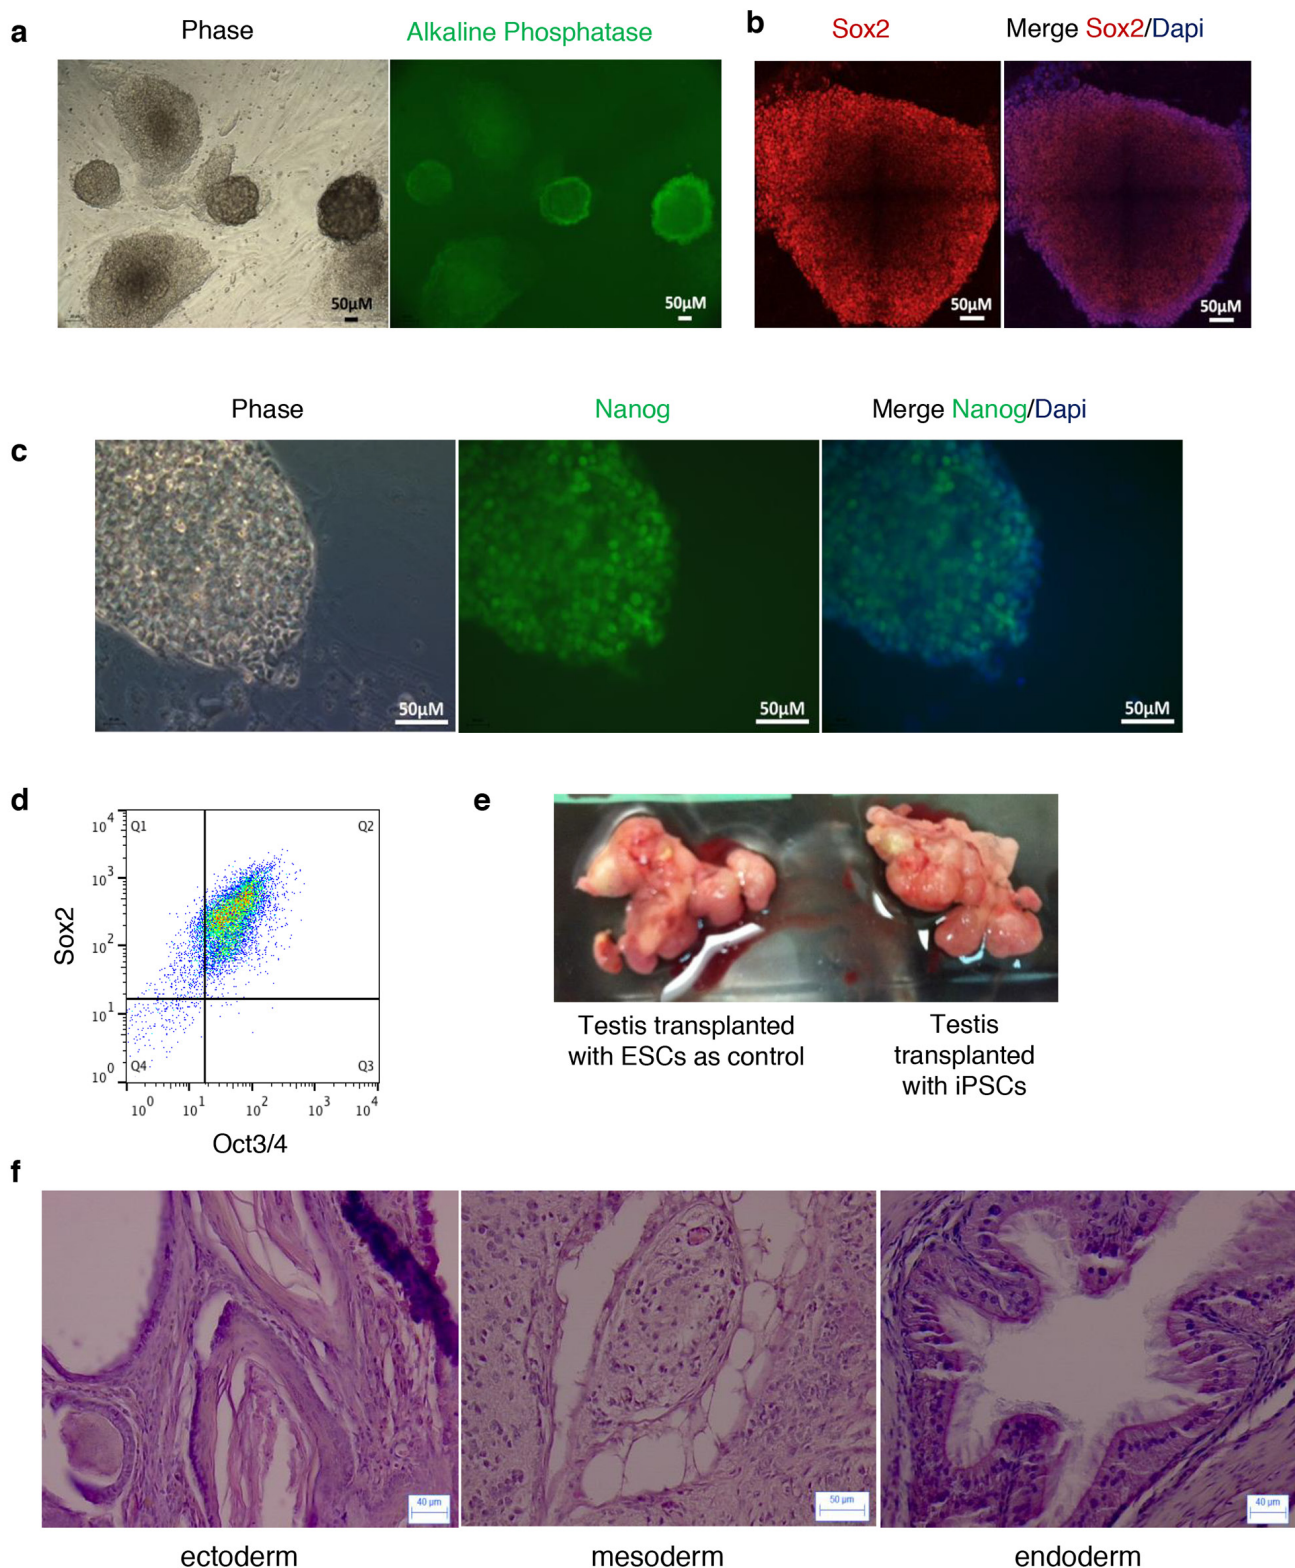 a
Phase
Alkaline Phosphatase
50µM
50µM
b
Sox2
Merge Sox2/Dapi
50µM
50µM
c
Phase
Nanog
Merge Nanog/Dapi
50µM
50µM
50µM
d
Sox2
10^4
10^3
10^2
10^1
10^0
Q1
Q2
Q4
Q3
10^0
10^1
10^2
10^3
10^4
Oct3/4
e
Testis transplanted
with ESCs as control
Testis
transplanted
with iPSCs
f
40 µm
50 µm
40 µm
ectoderm
mesoderm
endoderm